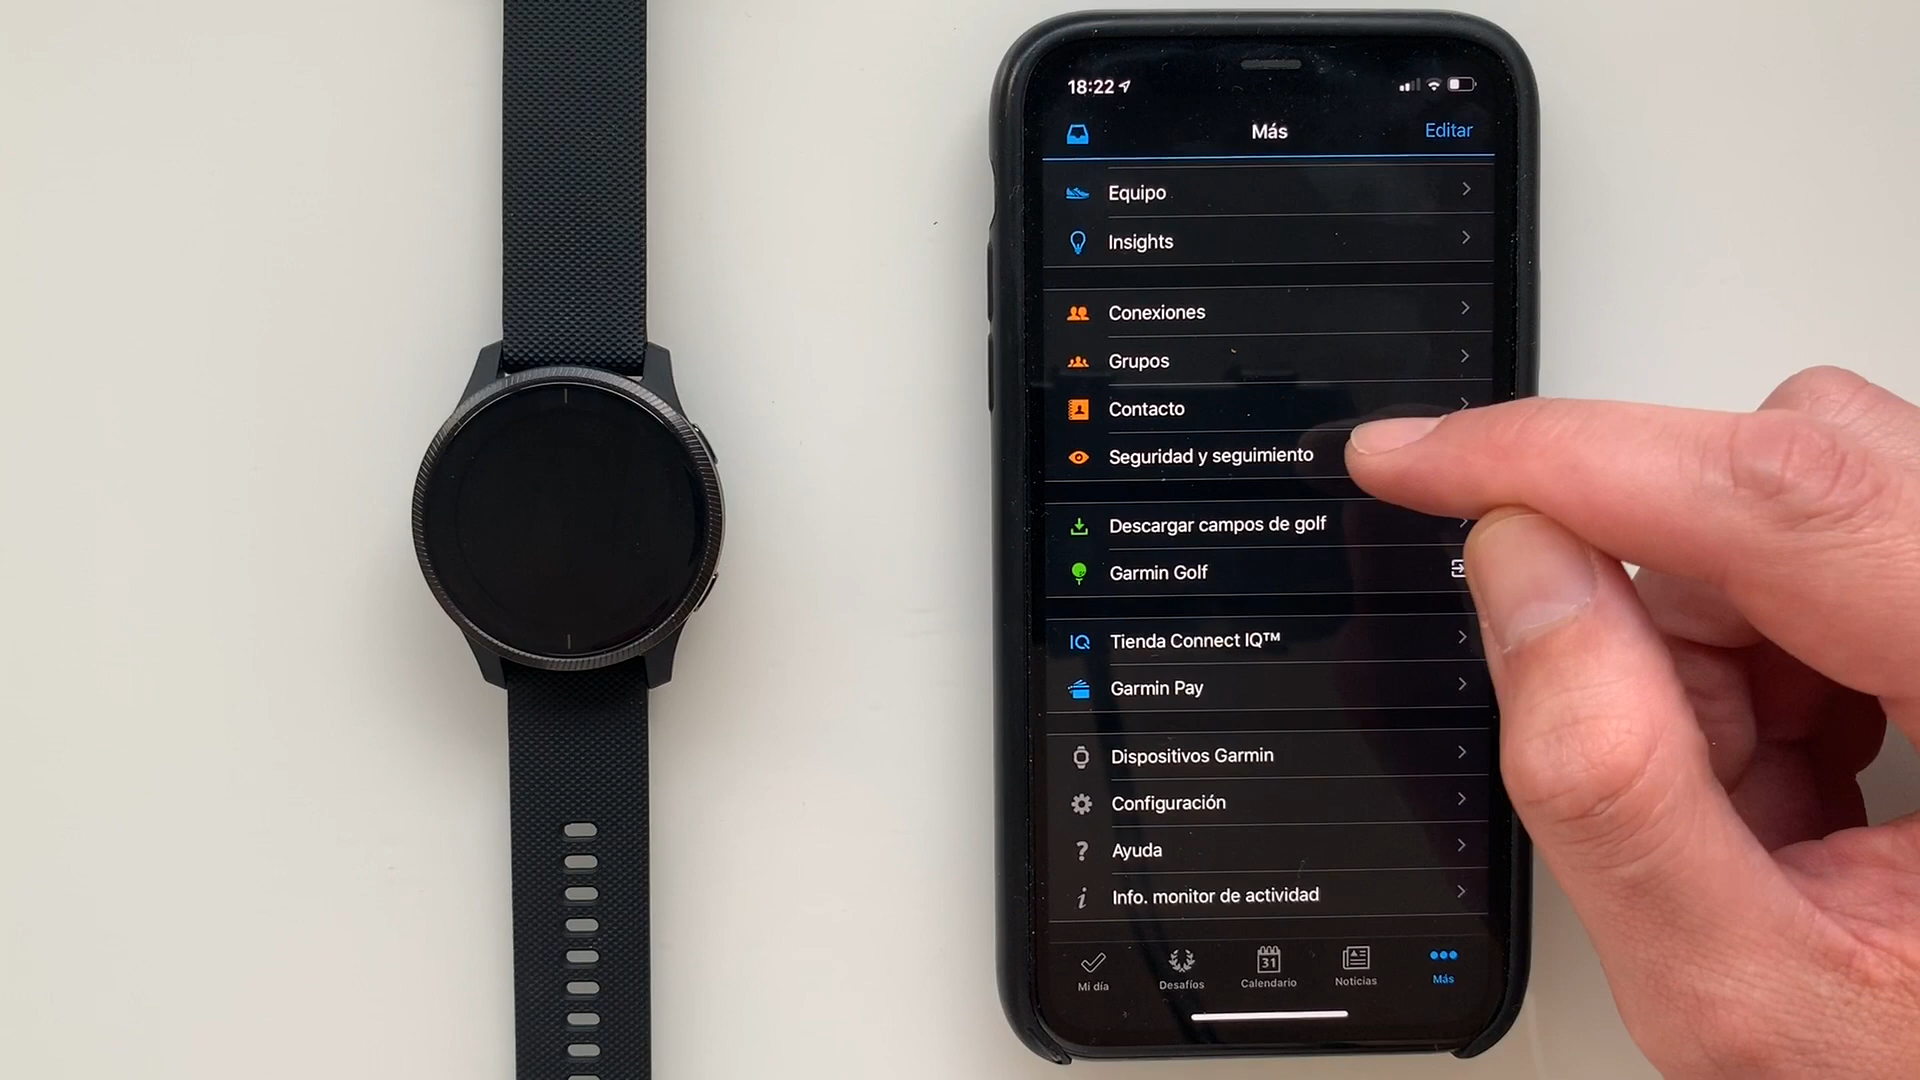 18:22
Más
Editar
Equipo
Insights
Conexiones
Grupos
Contacto
Seguridad y seguimiento
Descargar campos de golf
Garmin Golf
IQ Tienda Connect IQ™
Garmin Pay
Dispositivos Garmin
Configuración
? Ayuda
i Info. monitor de actividad
31
Mi día
Desafíos
Calendario
Noticias
Más